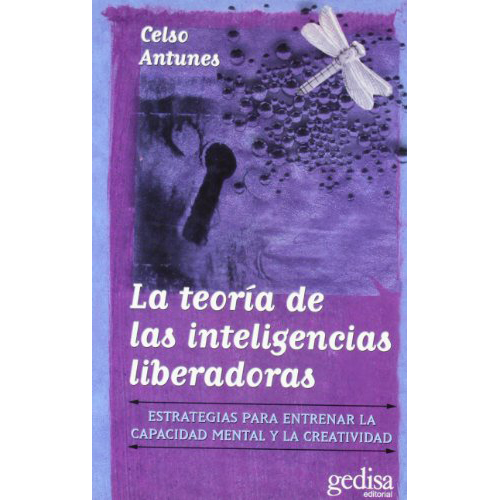 Celso
Antunes
La teoría de
las inteligencias
liberadoras
ESTRATEGIAS PARA ENTRENAR LA
CAPACIDAD MENTAL Y LA CREATIVIDAD
gedisa
editorial